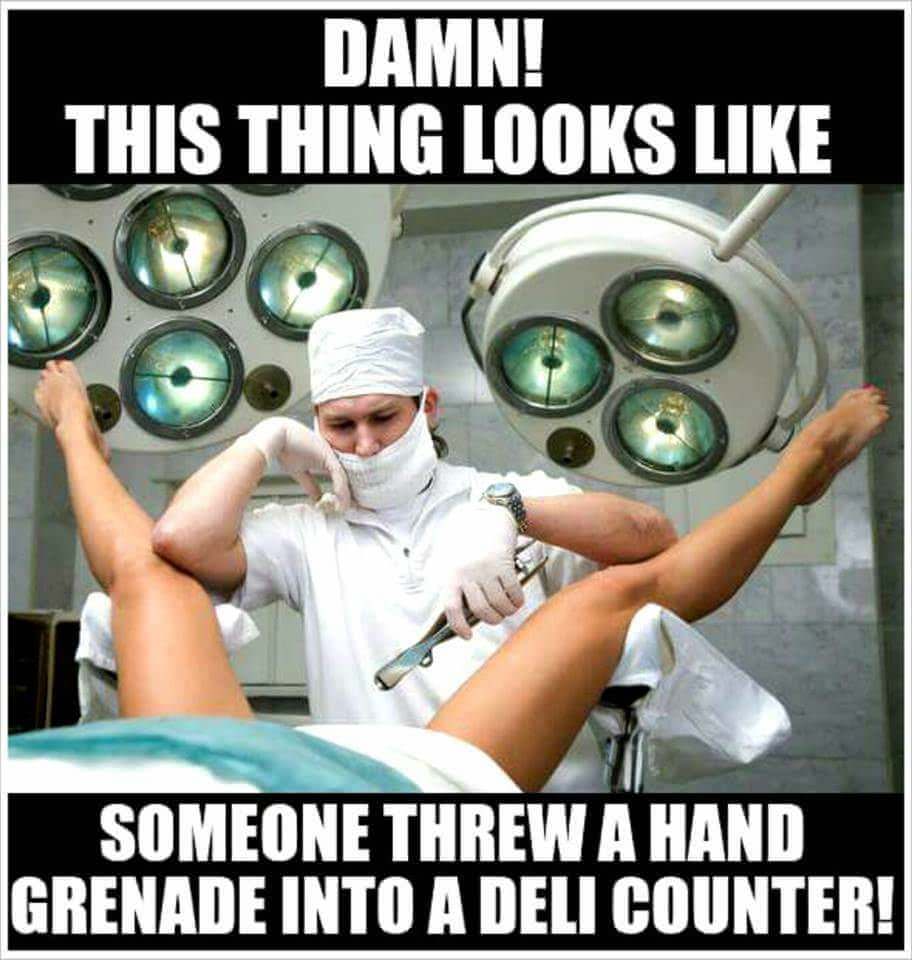 DAMN!
THIS THING LOOKS LIKE
SOMEONE THREW A HAND
GRENADE INTO A DELI COUNTER!